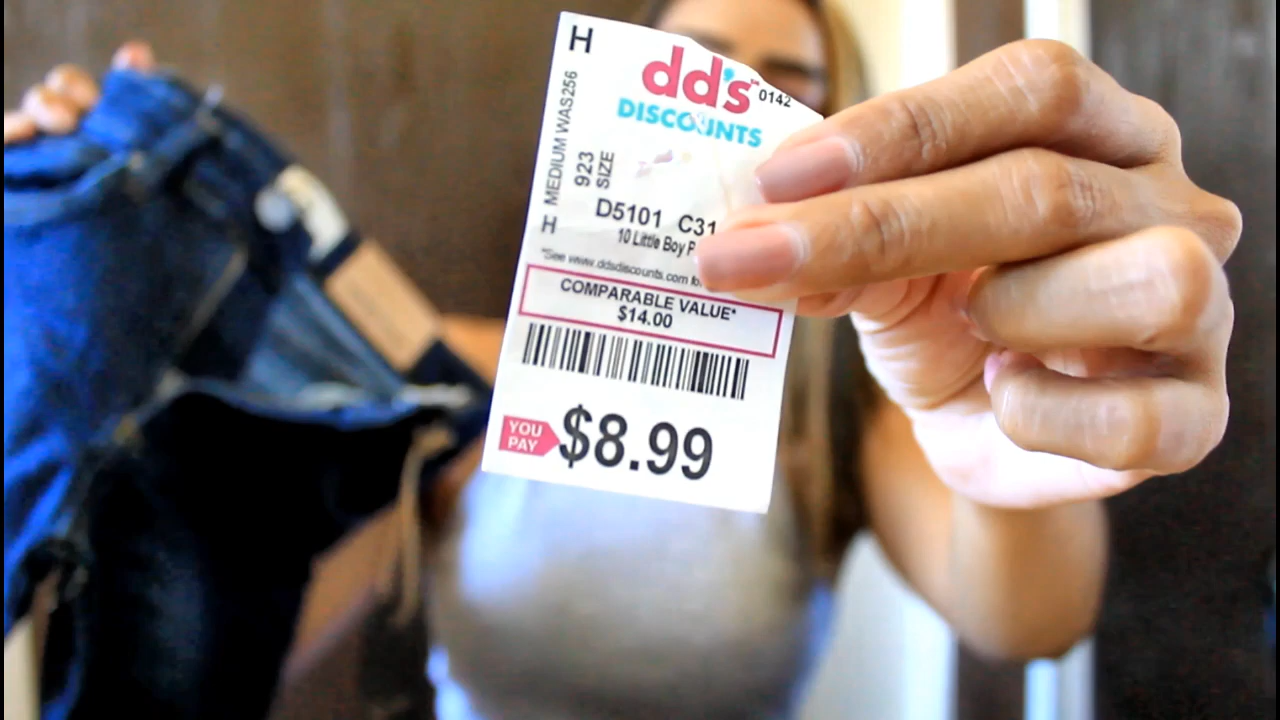 H
dd's
0142
DISCOUNTS
H MEDIUM WAS256
923
SIZE
D5101 C31
10 Little Boy
*See www.ddsdiscounts.com
COMPARABLE VALUE*
$14.00
YOU
PAY
$8.99